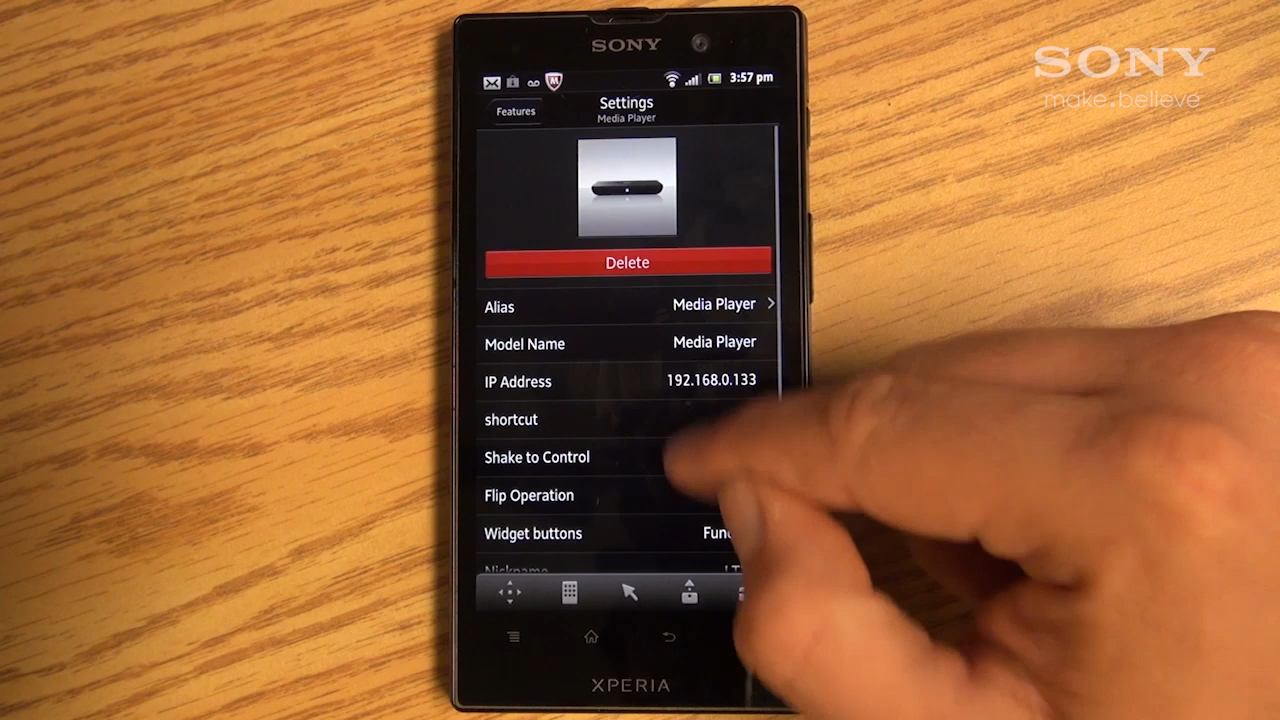 SONY
SONY
make.believe
3:57 pm
Features
Settings
Media Player
Delete
Alias Media Player
Model Name Media Player
IP Address 192.168.0.133
shortcut
Shake to Control
Flip Operation
Widget buttons
Nickname
XPERIA